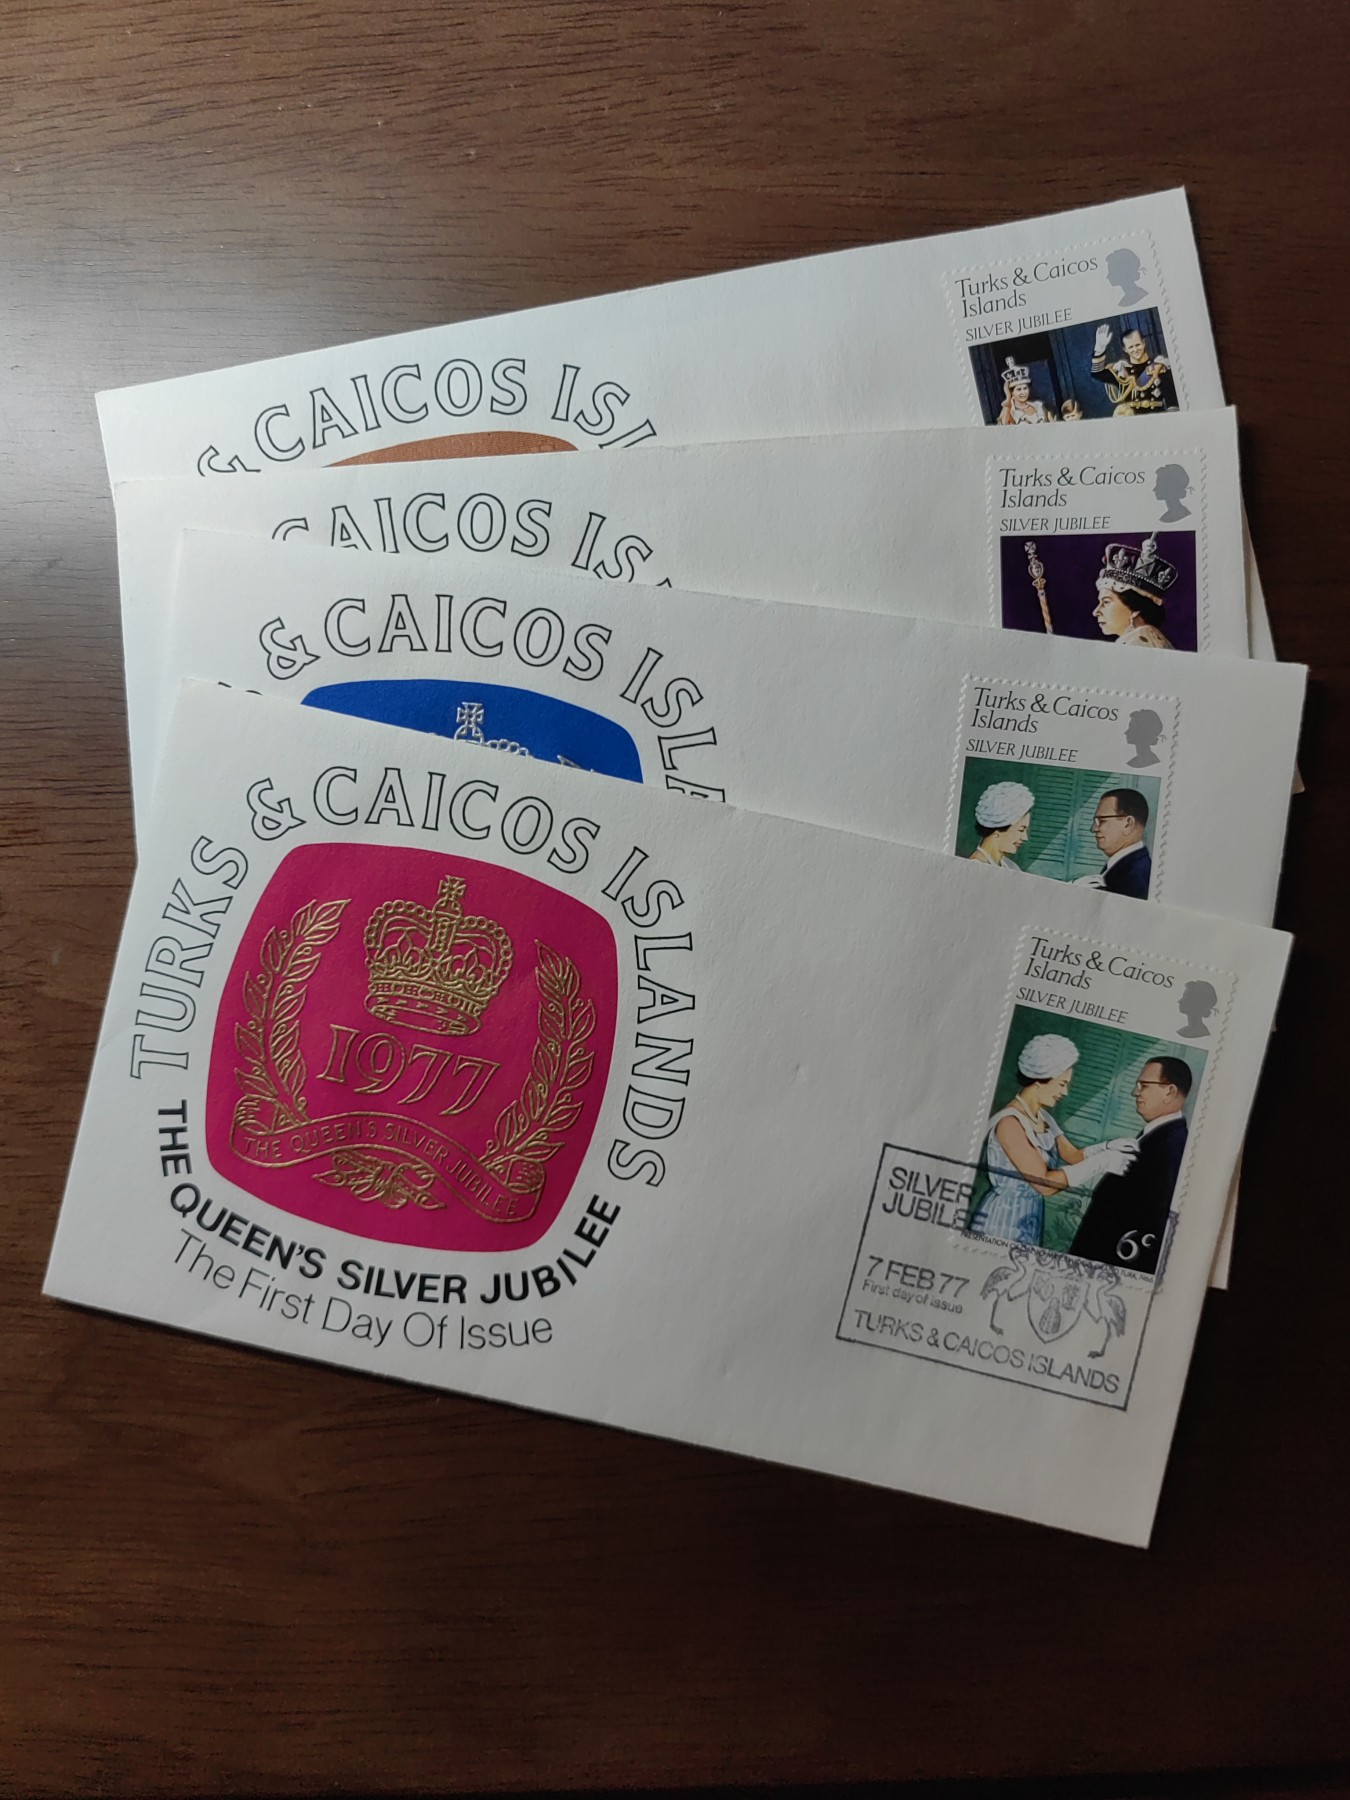 & CAICOS ISL
Turks & Caicos
Islands
SILVER JUBILEE
CAICOS IS
Turks & Caicos
Islands
SILVER JUBILEE
& CAICOS ISLA
Turks & Caicos
Islands
SILVER JUBILEE
TURKS & CAICOS ISLANDS
1977
THE QUEEN'S SILVER JUBILEE
THE QUEEN'S SILVER JUBILEE
The First Day Of Issue
Turks & Caicos
Islands
SILVER JUBILEE
6c
SILVER
JUBILEE
7 FEB 77
First day of issue
TURKS & CAICOS ISLANDS